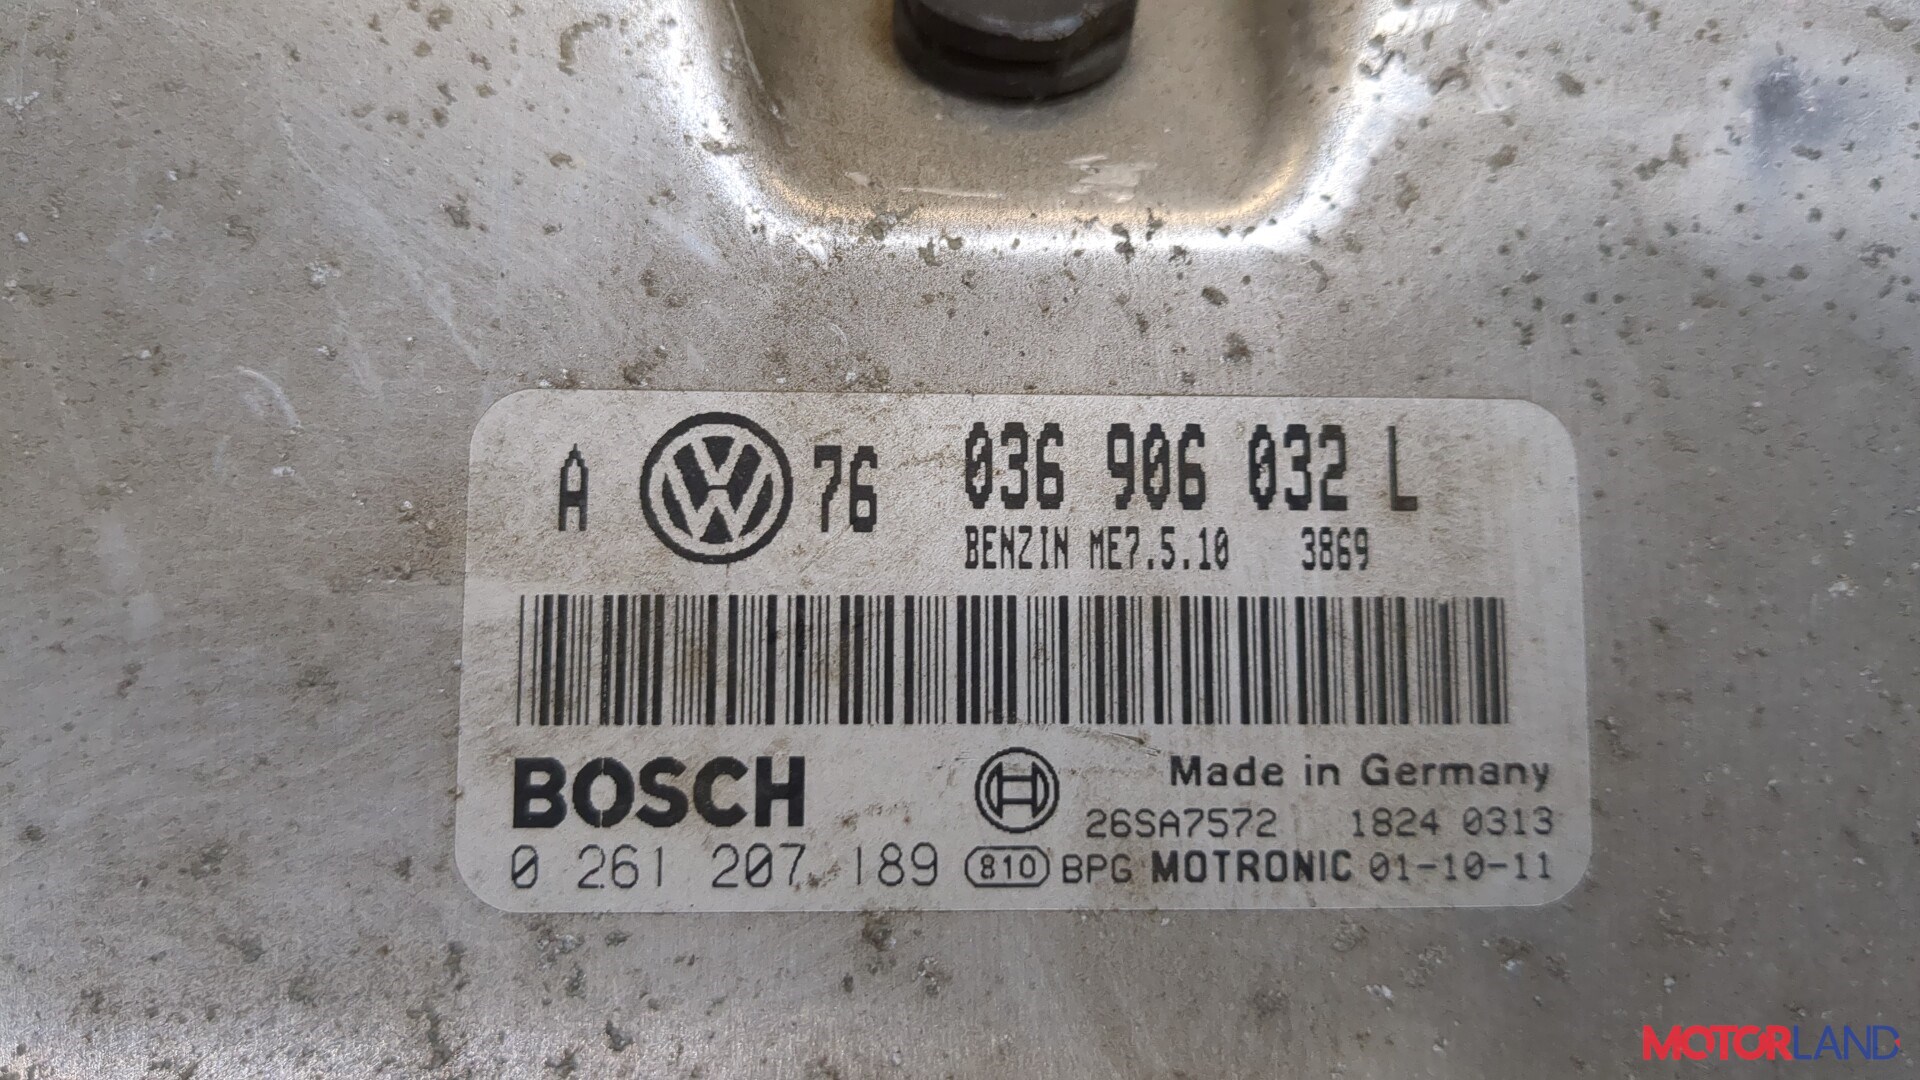 A VW 76 036 906 032 L
BENZIN ME7.5.10 3869
BOSCH
Made in Germany
26SA7572 1824 0313
0 261 207 189 810 BPG MOTRONIC 01-10-11
MOTORLAND